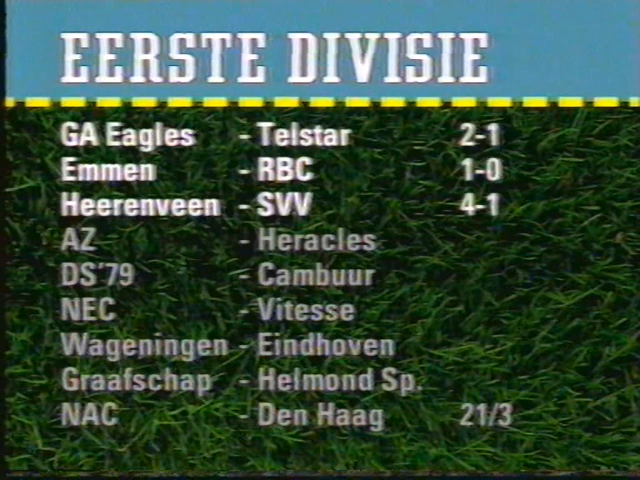 EERSTE DIVISIE
GA Eagles - Telstar 2-1
Emmen - RBC 1-0
Heerenveen - SVV 4-1
AZ - Heracles
DS'79 - Cambuur
NEC - Vitesse
Wageningen - Eindhoven
Graafschap - Helmond Sp.
NAC - Den Haag 21/3